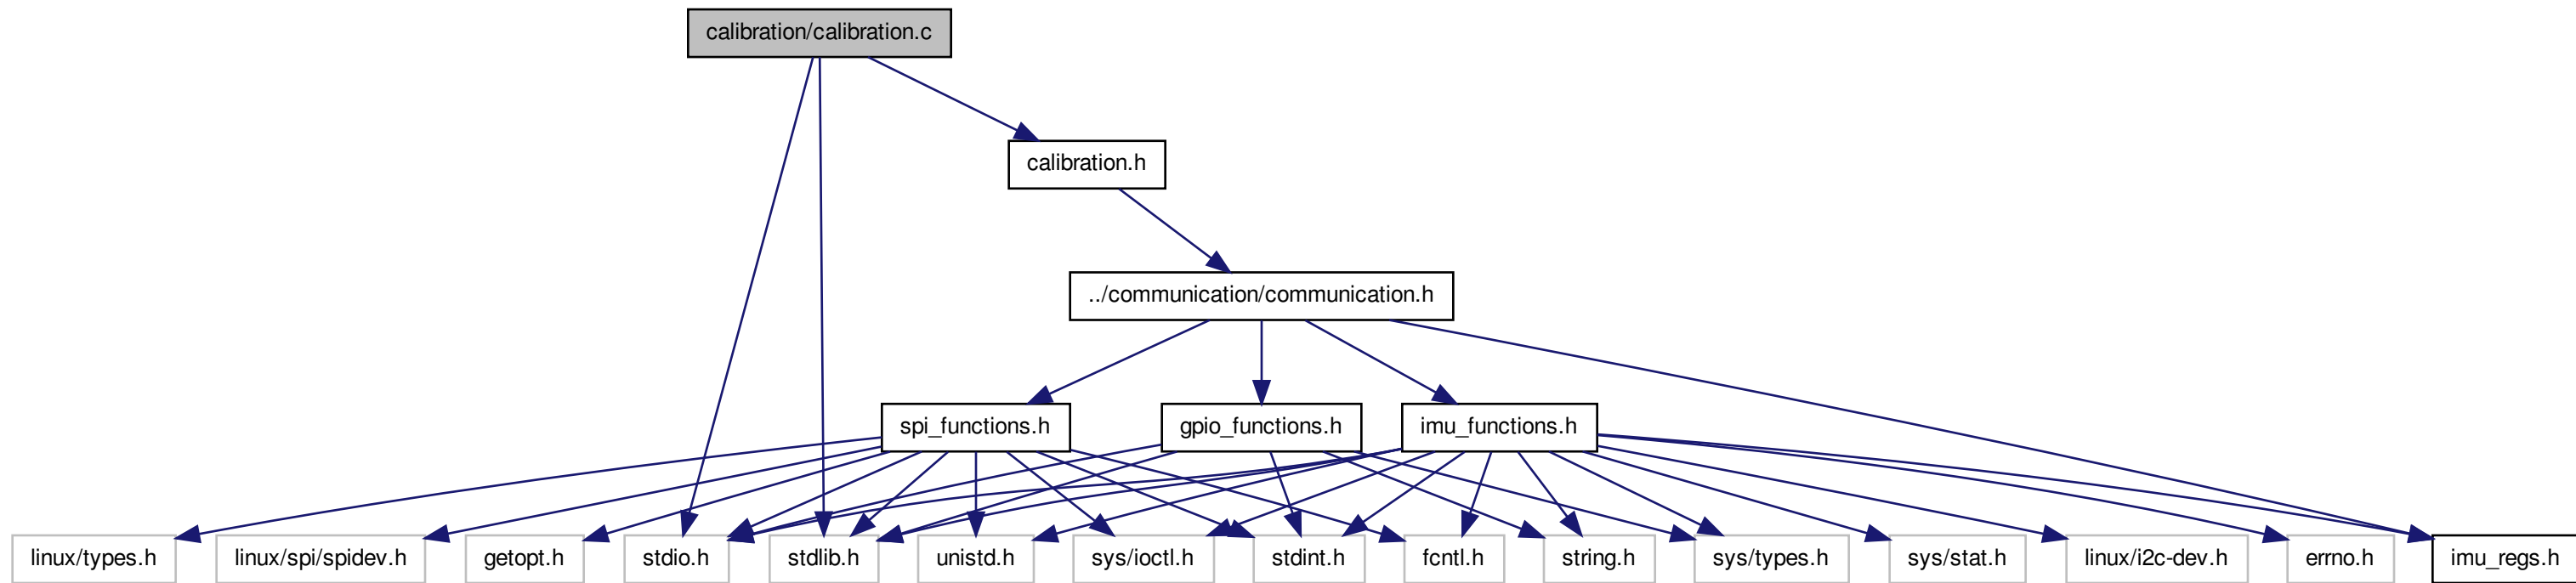 calibration/calibration.c
calibration.h
../communication/communication.h
spi_functions.h
gpio_functions.h
imu_functions.h
linux/types.h
linux/spi/spidev.h
getopt.h
stdio.h
stdlib.h
unistd.h
sys/ioctl.h
stdint.h
fcntl.h
string.h
sys/types.h
sys/stat.h
linux/i2c-dev.h
errno.h
imu_regs.h